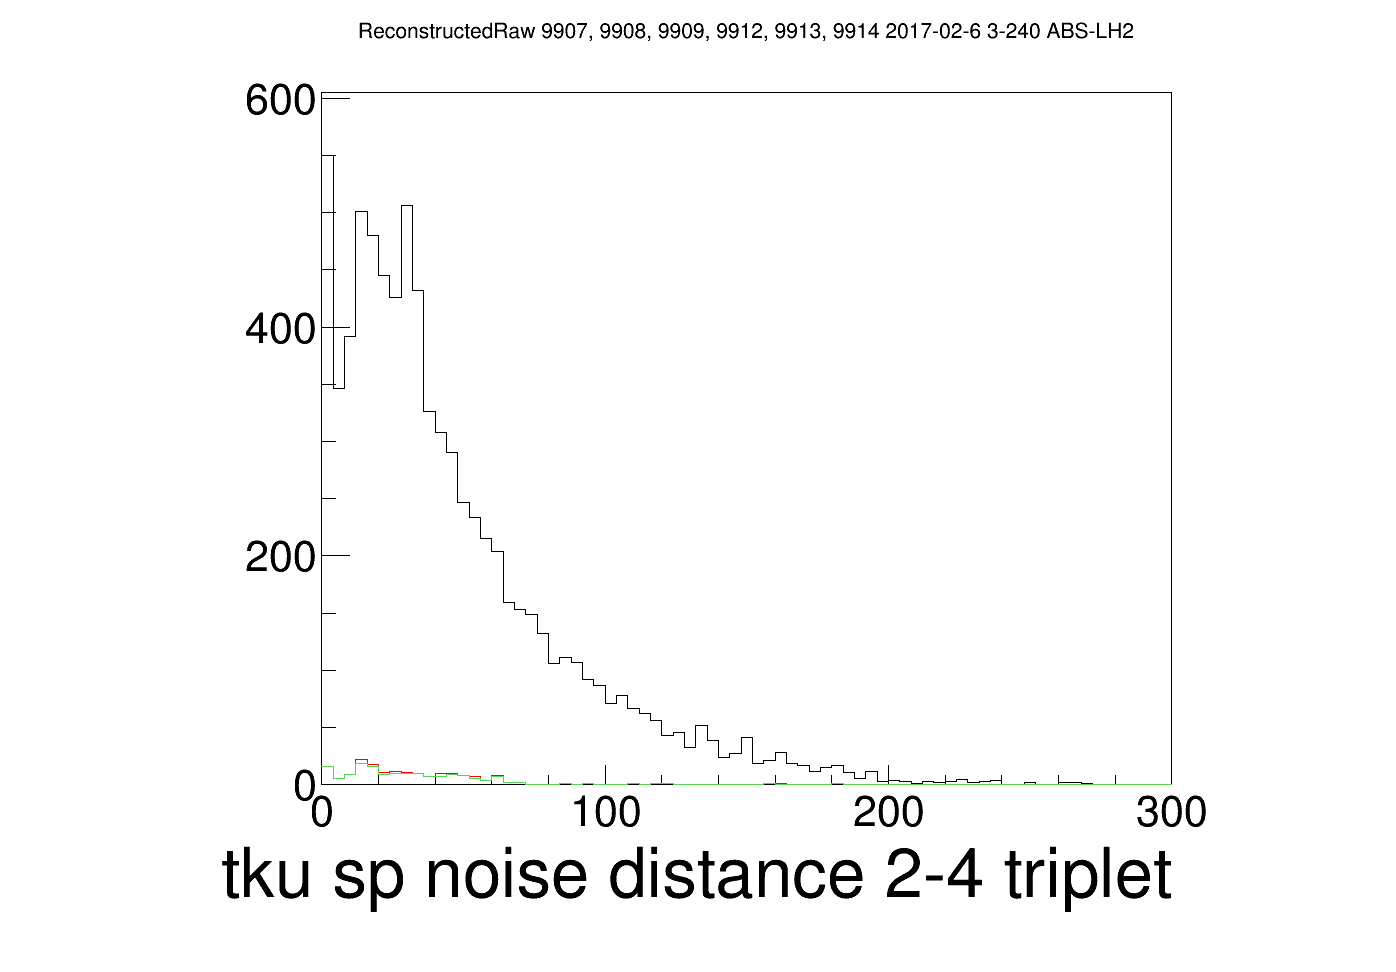 ReconstructedRaw 9907, 9908, 9909, 9912, 9913, 9914 2017-02-6 3-240 ABS-LH2
600
400
200
0
0 100 200 300
tku sp noise distance 2-4 triplet